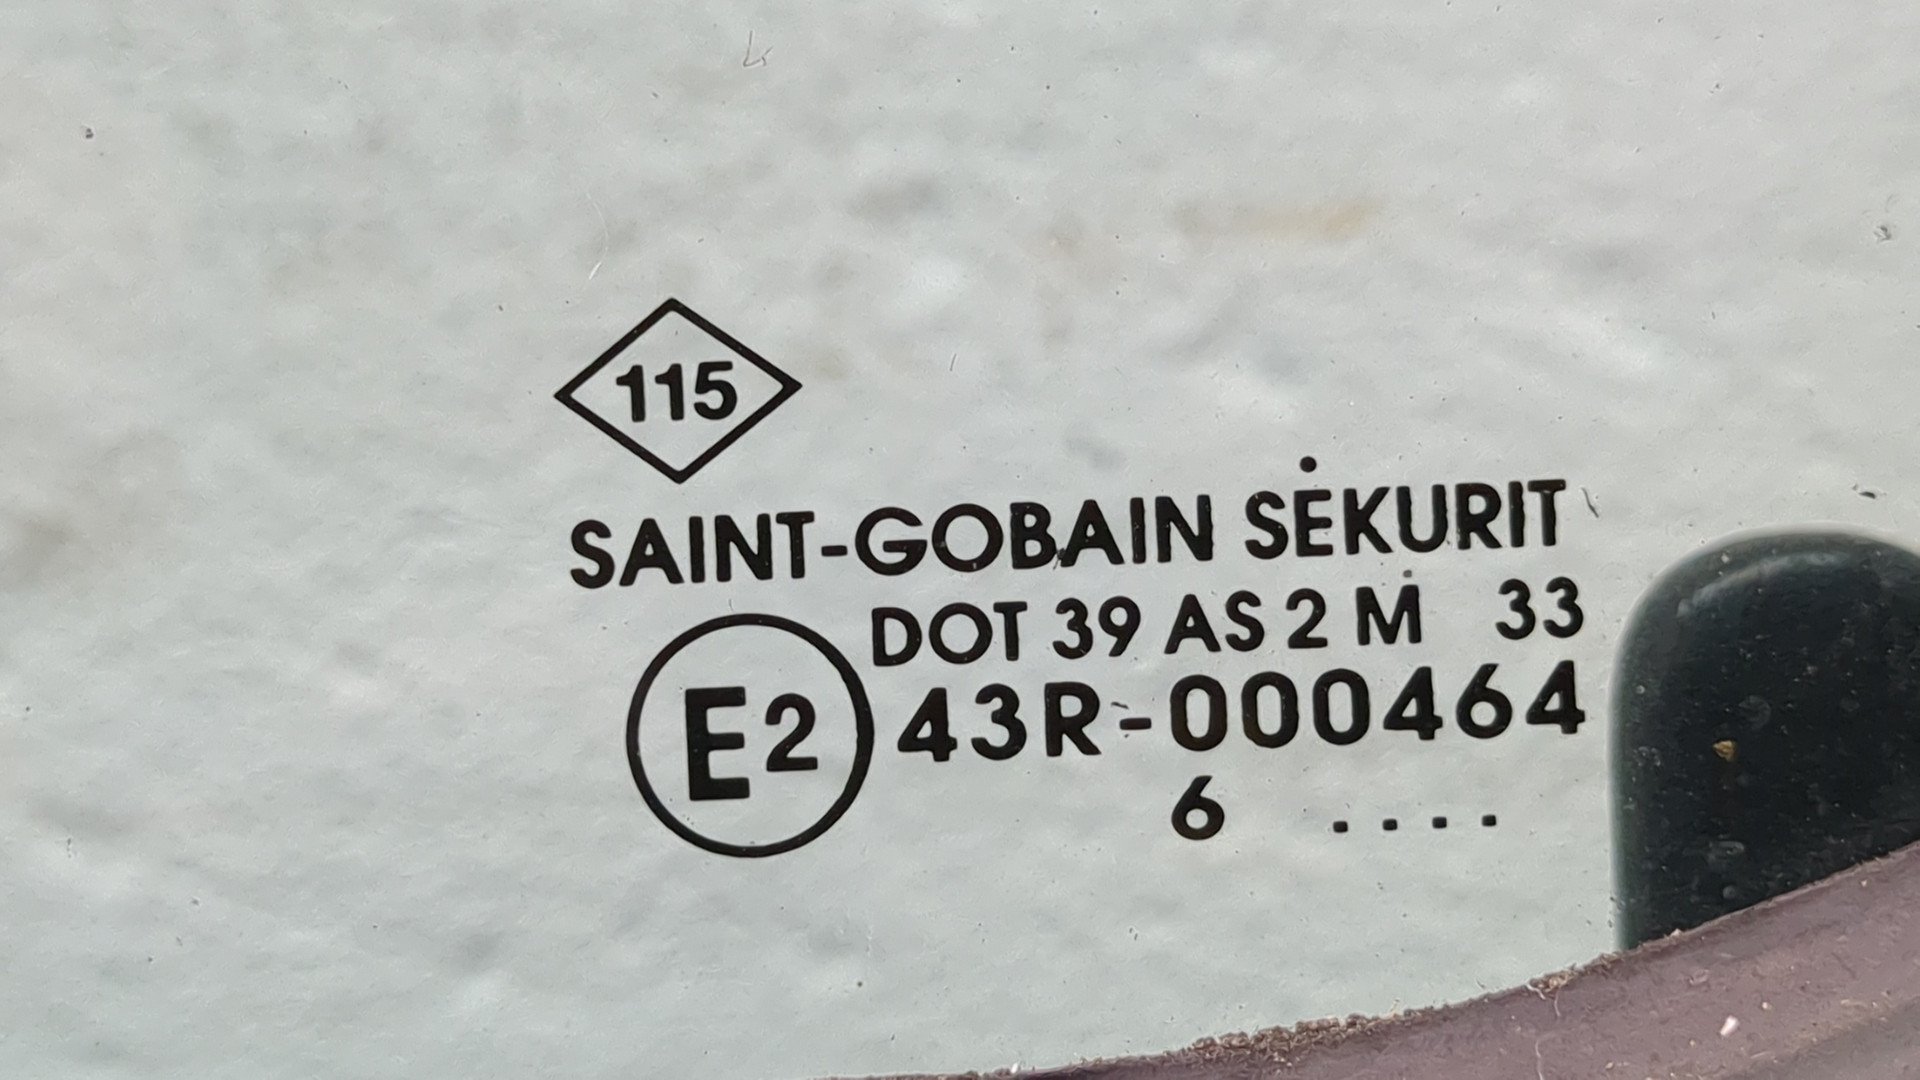 115
SAINT-GOBAIN SEKURIT
DOT 39 AS 2 M 33
E2 43R-000464
6 ....